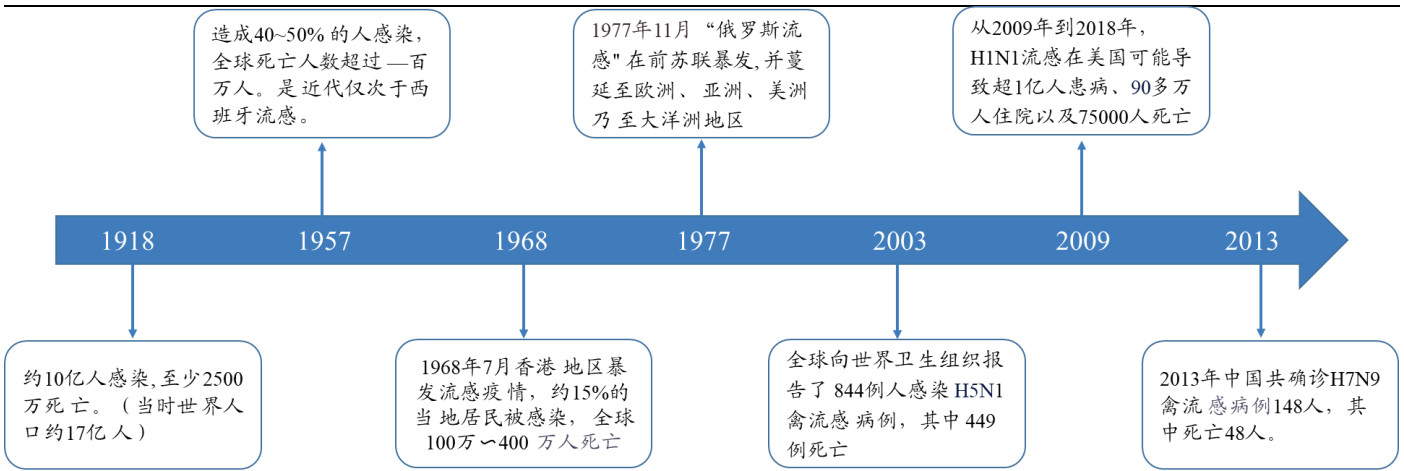 造成40~50% 的人感染，
全球死亡人数超过 一百
万人。是近代仅次于西
班牙流感。
1977年11月 “俄罗斯流
感" 在前苏联暴发, 并蔓
延至欧洲、 亚洲、 美洲
乃 至大洋洲地区
从2009年到2018年，
H1N1流感在美国可能导
致超1亿人患病、90多万
人住院以及75000人死亡
1918 1957 1968 1977 2003 2009 2013
约10亿人感染,至少2500
万死亡。（当时世界人
口约17亿人）
1968年7月香港 地区暴
发流感疫情，约15%的
当 地居民被感染， 全球
100万～400 万人死亡
全球向世界卫生组织报
告了 844例人感染 H5N1
禽流感 病例，其中 449
例死亡
2013年中国共确诊H7N9
禽流 感病例148人，其
中死亡48人。